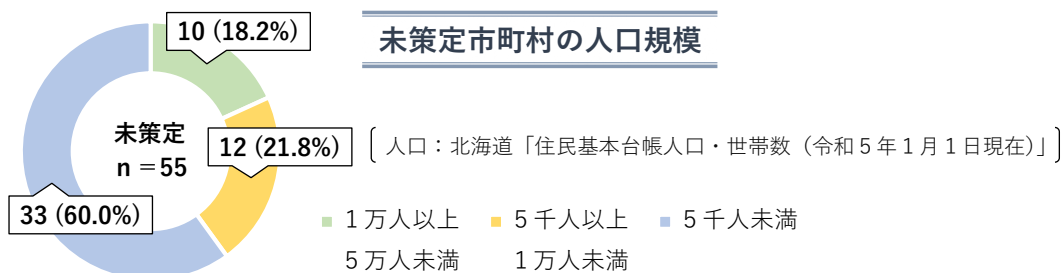 10 (18.2%)
未策定市町村の人口規模
未策定
n＝55
12 (21.8%)
人口：北海道「住民基本台帳人口・世帯数（令和５年１月１日現在）」
33 (60.0%)
１万人以上
５万人未満
５千人以上
１万人未満
５千人未満